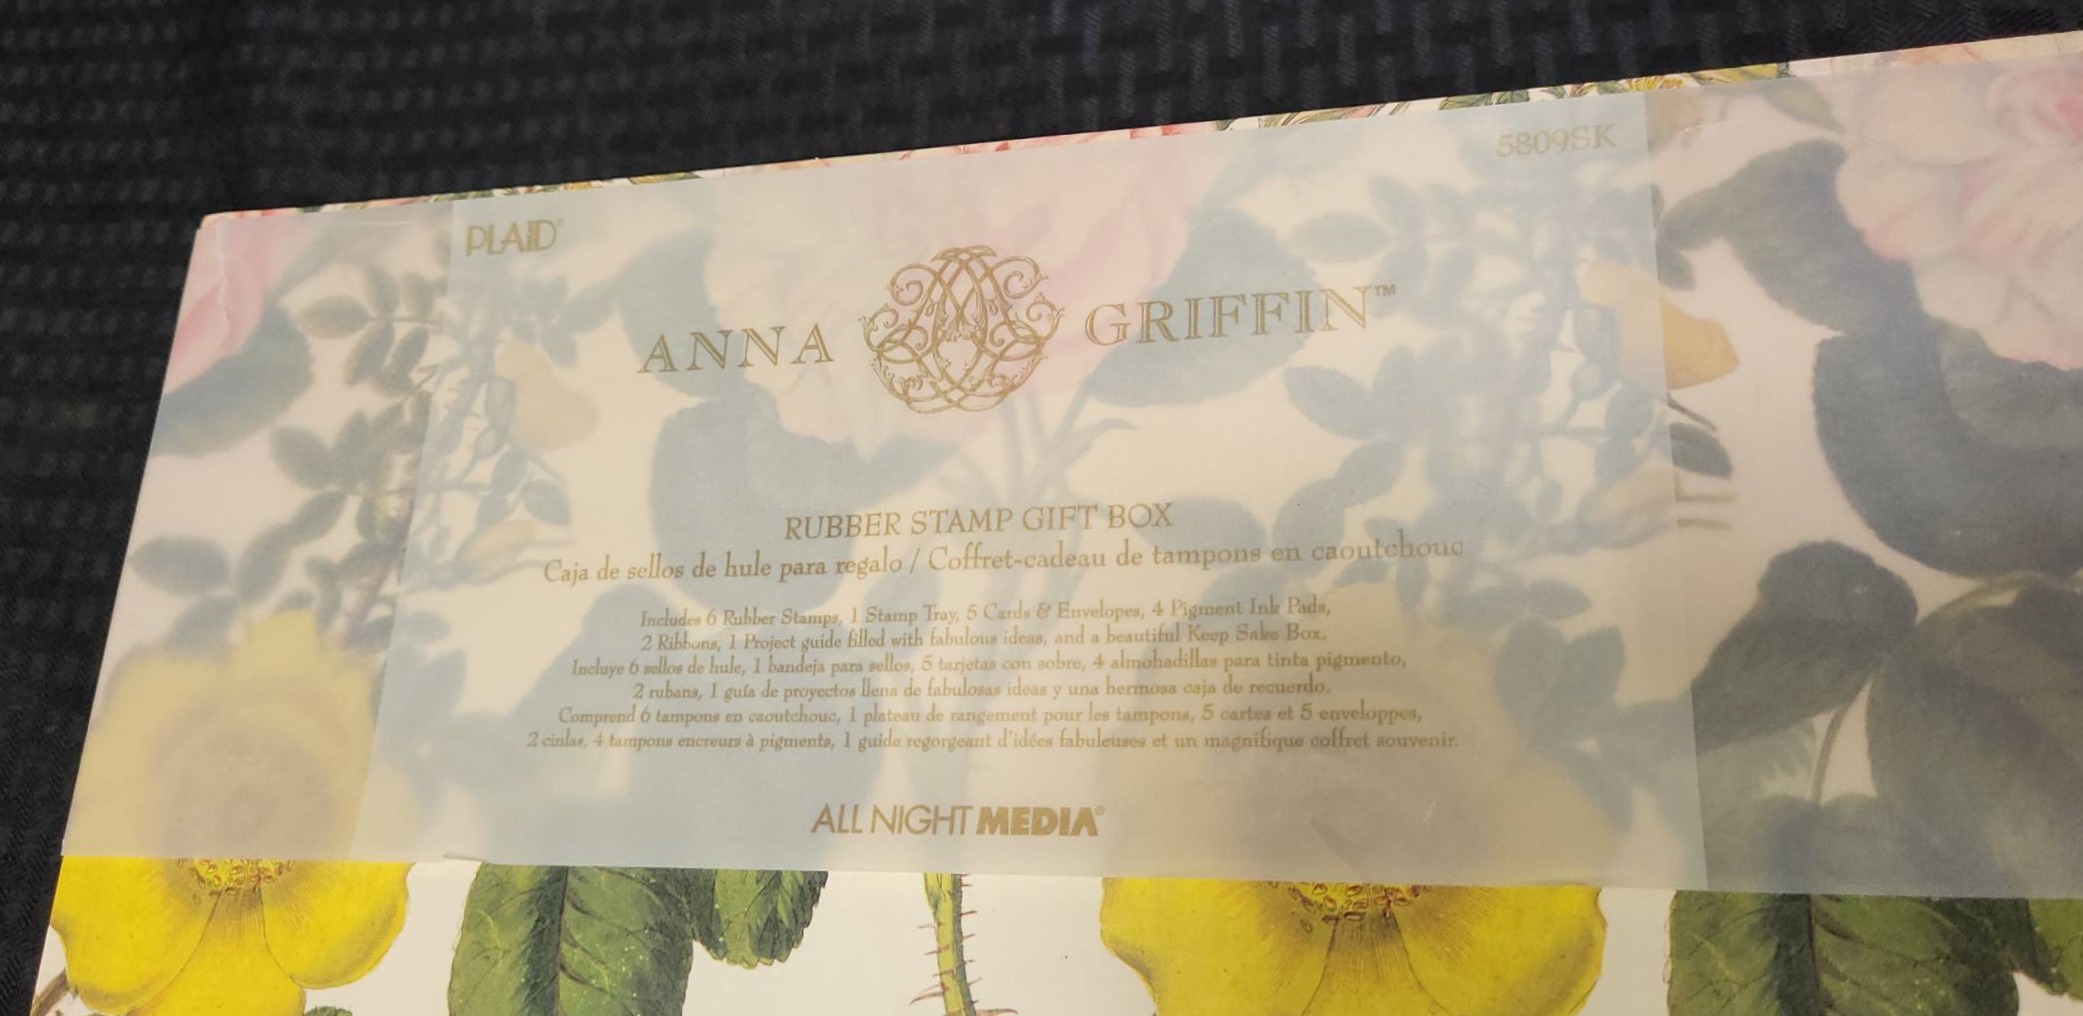 PLAID®
5809SK
ANNA GRIFFIN™
RUBBER STAMP GIFT BOX
Caja de sellos de hule para regalo / Coffret-cadeau de tampons en caoutchouc
Includes 6 Rubber Stamps, 1 Stamp Tray, 5 Cards & Envelopes, 4 Pigment Ink Pads,
2 Ribbons, 1 Project guide filled with fabulous ideas, and a beautiful Keep Sake Box.
Incluye 6 sellos de hule, 1 bandeja para sellos, 5 tarjetas con sobre, 4 almohadillas para tinta pigmento,
2 rubans, 1 guía de proyectos llena de fabulosas ideas y una hermosa caja de recuerdo.
Comprend 6 tampons en caoutchouc, 1 plateau de rangement pour les tampons, 5 cartes et 5 enveloppes,
2 cinlas, 4 tampons encreurs à pigments, 1 guide regorgeant d'idées fabuleuses et un magnifique coffret souvenir.
ALL NIGHT MEDIA®